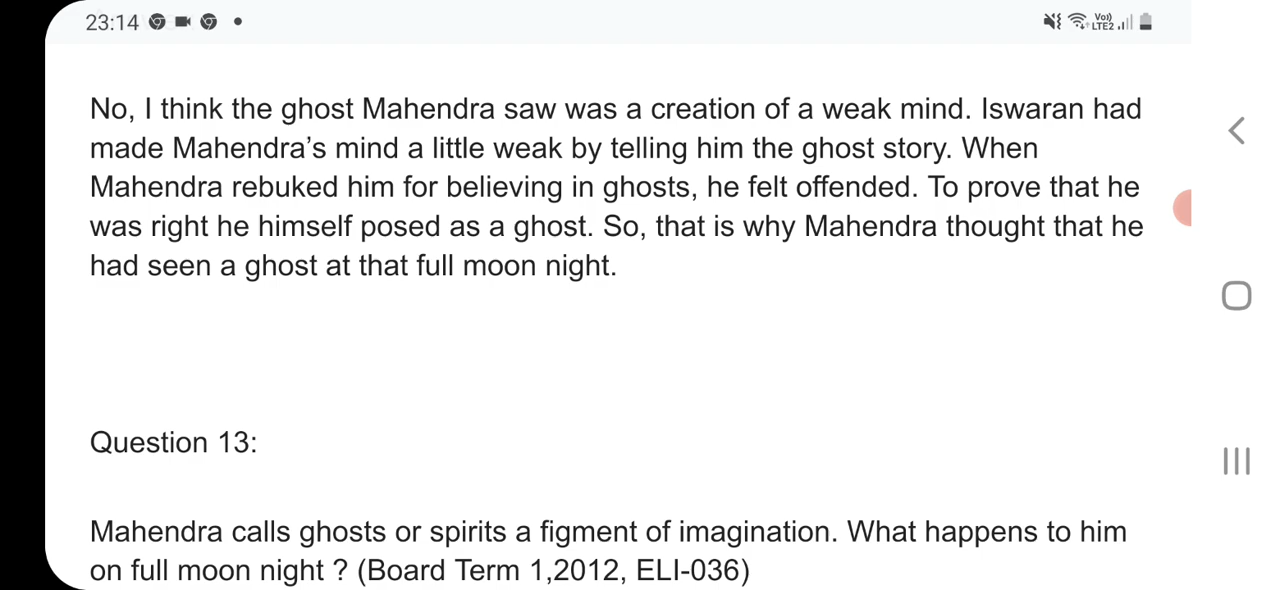 23:14
Vo))
LTE2
No, I think the ghost Mahendra saw was a creation of a weak mind. Iswaran had
made Mahendra’s mind a little weak by telling him the ghost story. When
Mahendra rebuked him for believing in ghosts, he felt offended. To prove that he
was right he himself posed as a ghost. So, that is why Mahendra thought that he
had seen a ghost at that full moon night.
Question 13:
Mahendra calls ghosts or spirits a figment of imagination. What happens to him
on full moon night ? (Board Term 1,2012, ELI-036)